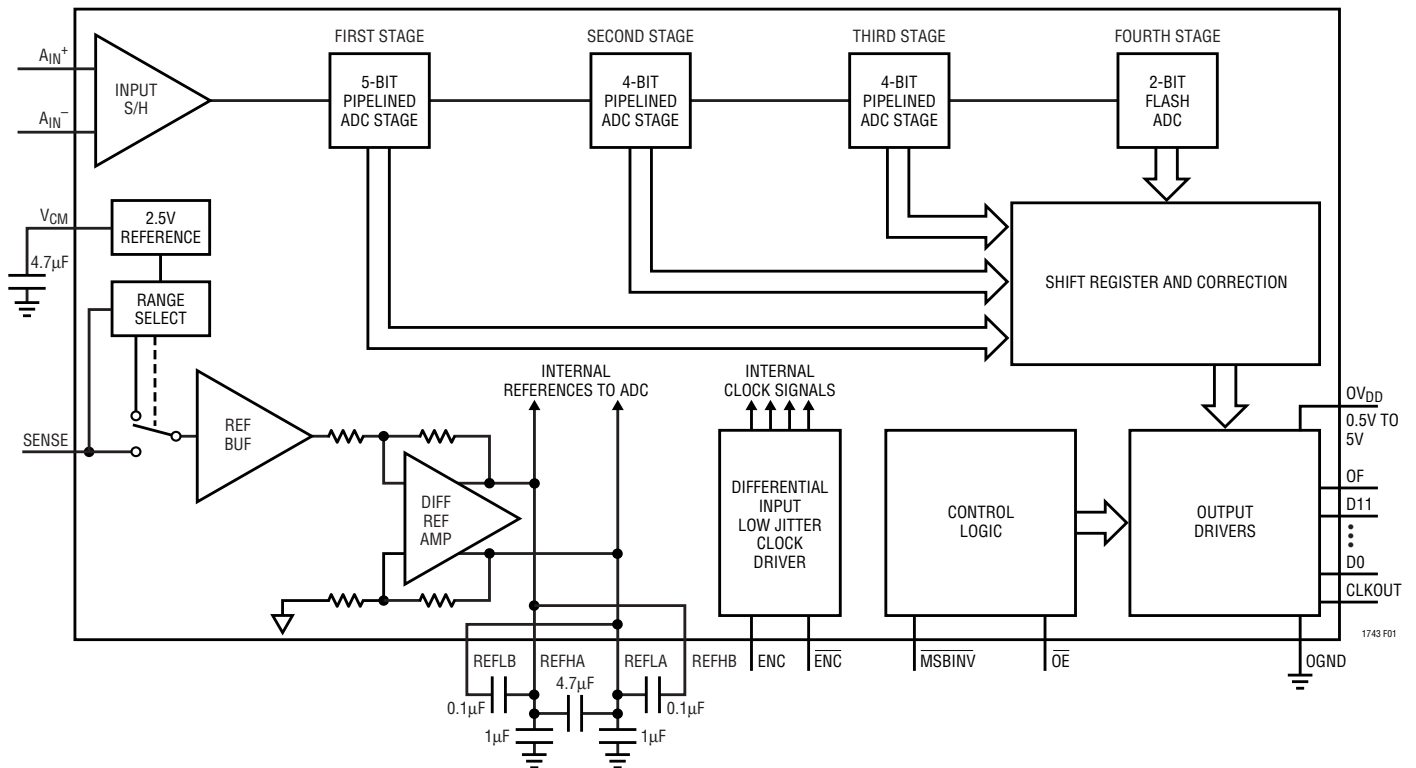 FIRST STAGE
SECOND STAGE
THIRD STAGE
FOURTH STAGE
AIN+
AIN–
INPUT
S/H
5-BIT
PIPELINED
ADC STAGE
4-BIT
PIPELINED
ADC STAGE
4-BIT
PIPELINED
ADC STAGE
2-BIT
FLASH
ADC
VCM
4.7µF
2.5V
REFERENCE
RANGE
SELECT
SHIFT REGISTER AND CORRECTION
SENSE
REF
BUF
INTERNAL
REFERENCES TO ADC
INTERNAL
CLOCK SIGNALS
DIFF
REF
AMP
DIFFERENTIAL
INPUT
LOW JITTER
CLOCK
DRIVER
CONTROL
LOGIC
OUTPUT
DRIVERS
OVDD
0.5V TO
5V
OF
D11
D0
CLKOUT
1743 F01
REFLB
REFHA
REFLA
REFHB
ENC
E̅N̅C̅
M̅S̅B̅I̅N̅V̅
O̅E̅
OGND
4.7µF
0.1µF
0.1µF
1µF
1µF